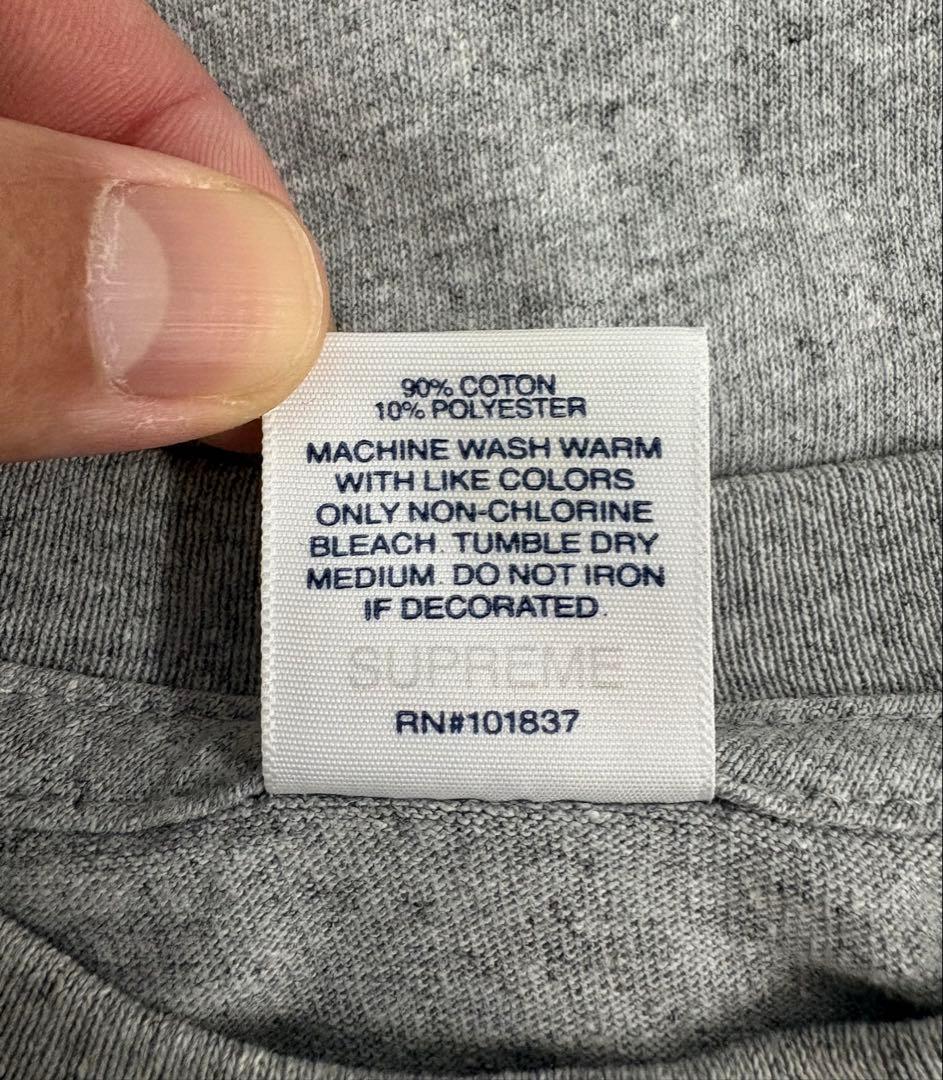 90% COTON
10% POLYESTER
MACHINE WASH WARM
WITH LIKE COLORS
ONLY NON-CHLORINE
BLEACH. TUMBLE DRY
MEDIUM. DO NOT IRON
IF DECORATED.
SUPREME
RN#101837